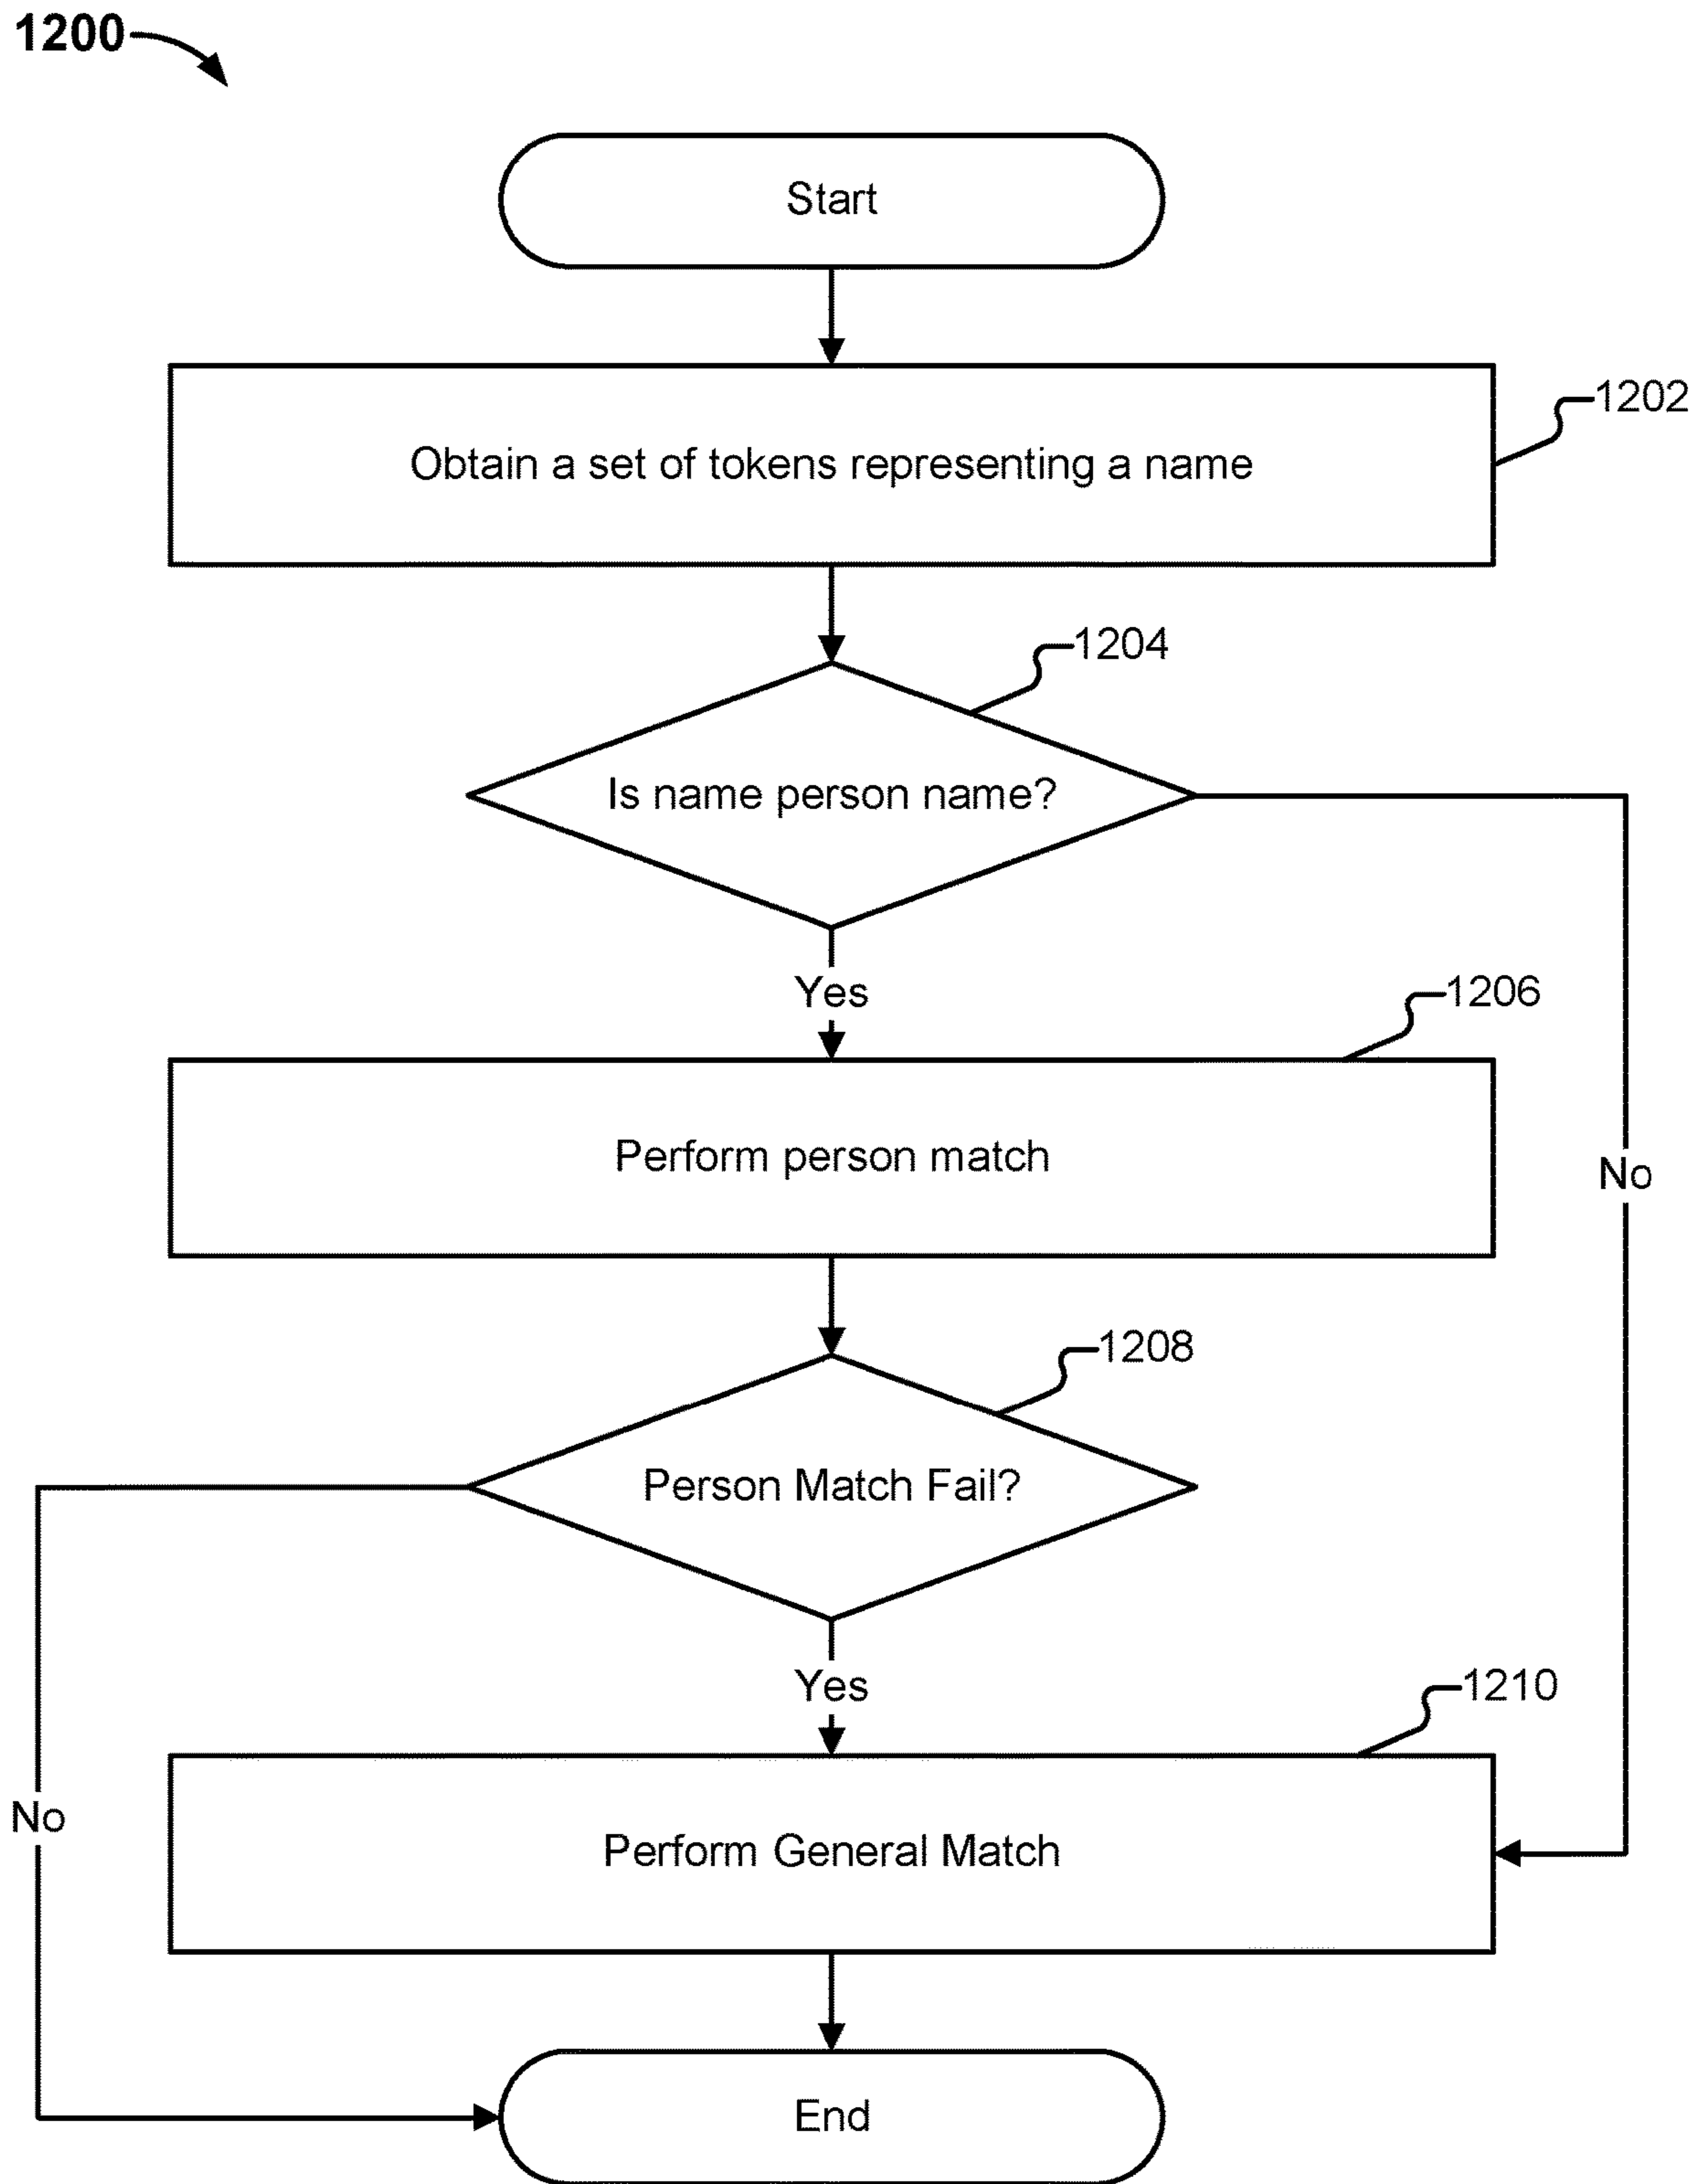 1200
Start
1202
Obtain a set of tokens representing a name
1204
Is name person name?
Yes
1206
Perform person match
No
1208
Person Match Fail?
Yes
1210
No
Perform General Match
End